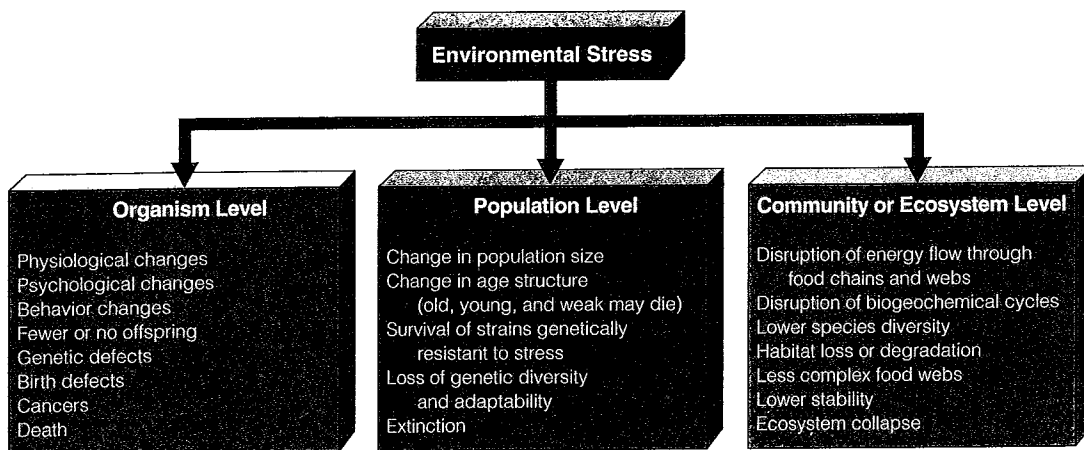 Environmental Stress
Organism Level
Physiological changes
Psychological changes
Behavior changes
Fewer or no offspring
Genetic defects
Birth defects
Cancers
Death
Population Level
Change in population size
Change in age structure
(old, young, and weak may die)
Survival of strains genetically
resistant to stress
Loss of genetic diversity
and adaptability
Extinction
Community or Ecosystem Level
Disruption of energy flow through
food chains and webs
Disruption of biogeochemical cycles
Lower species diversity
Habitat loss or degradation
Less complex food webs
Lower stability
Ecosystem collapse